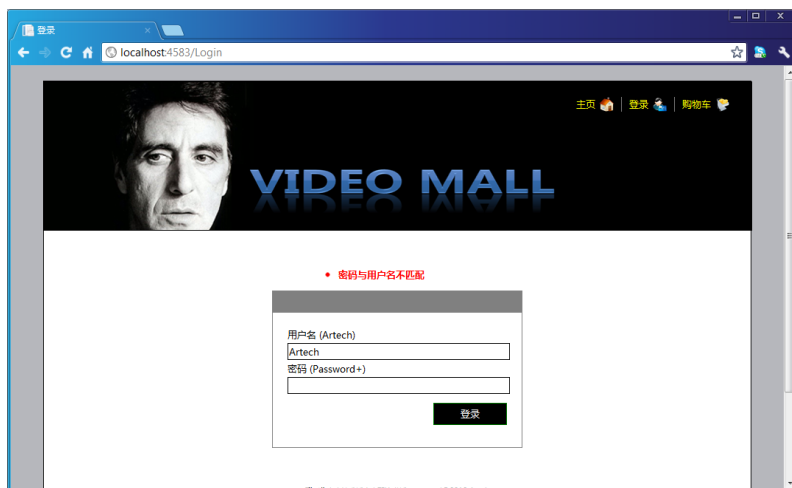 登录
localhost:4583/Login
主页 登录 购物车
VIDEO MALL
密码与用户名不匹配
用户名 (Artech)
Artech
密码 (Password+)
登录